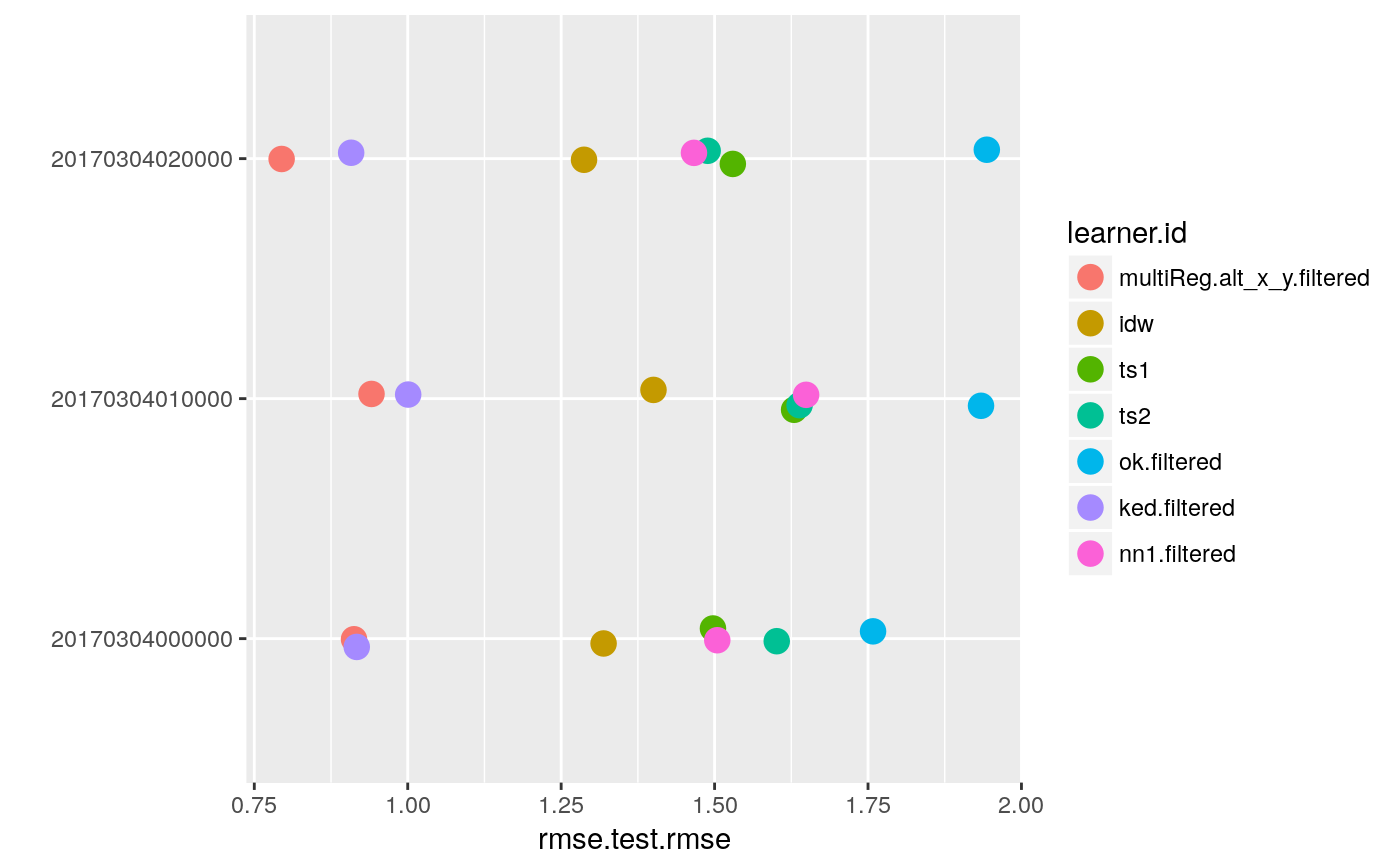 20170304020000
20170304010000
20170304000000
0.75 1.00 1.25 1.50 1.75 2.00
rmse.test.rmse
learner.id
multiReg.alt_x_y.filtered
idw
ts1
ts2
ok.filtered
ked.filtered
nn1.filtered